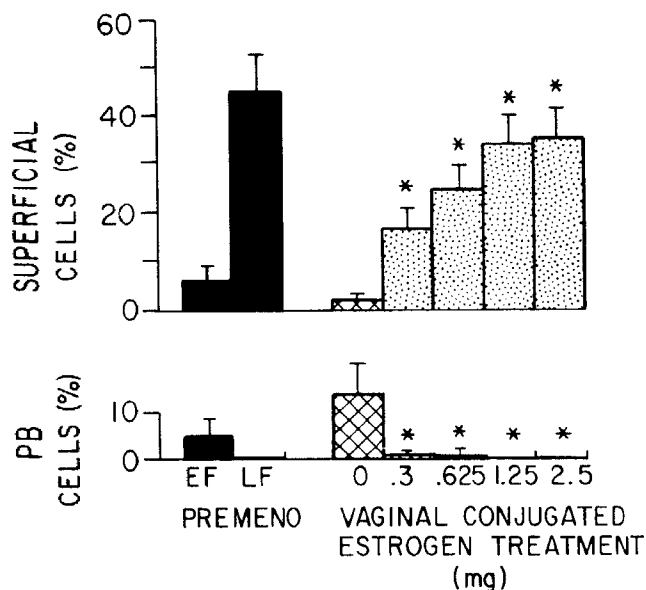 SUPERFICIAL
CELLS (%)
60
40
20
0
* * * *
PB
CELLS (%)
10
0
* * * *
EF LF 0 .3 .625 1.25 2.5
PREMENO VAGINAL CONJUGATED
ESTROGEN TREATMENT
(mg)